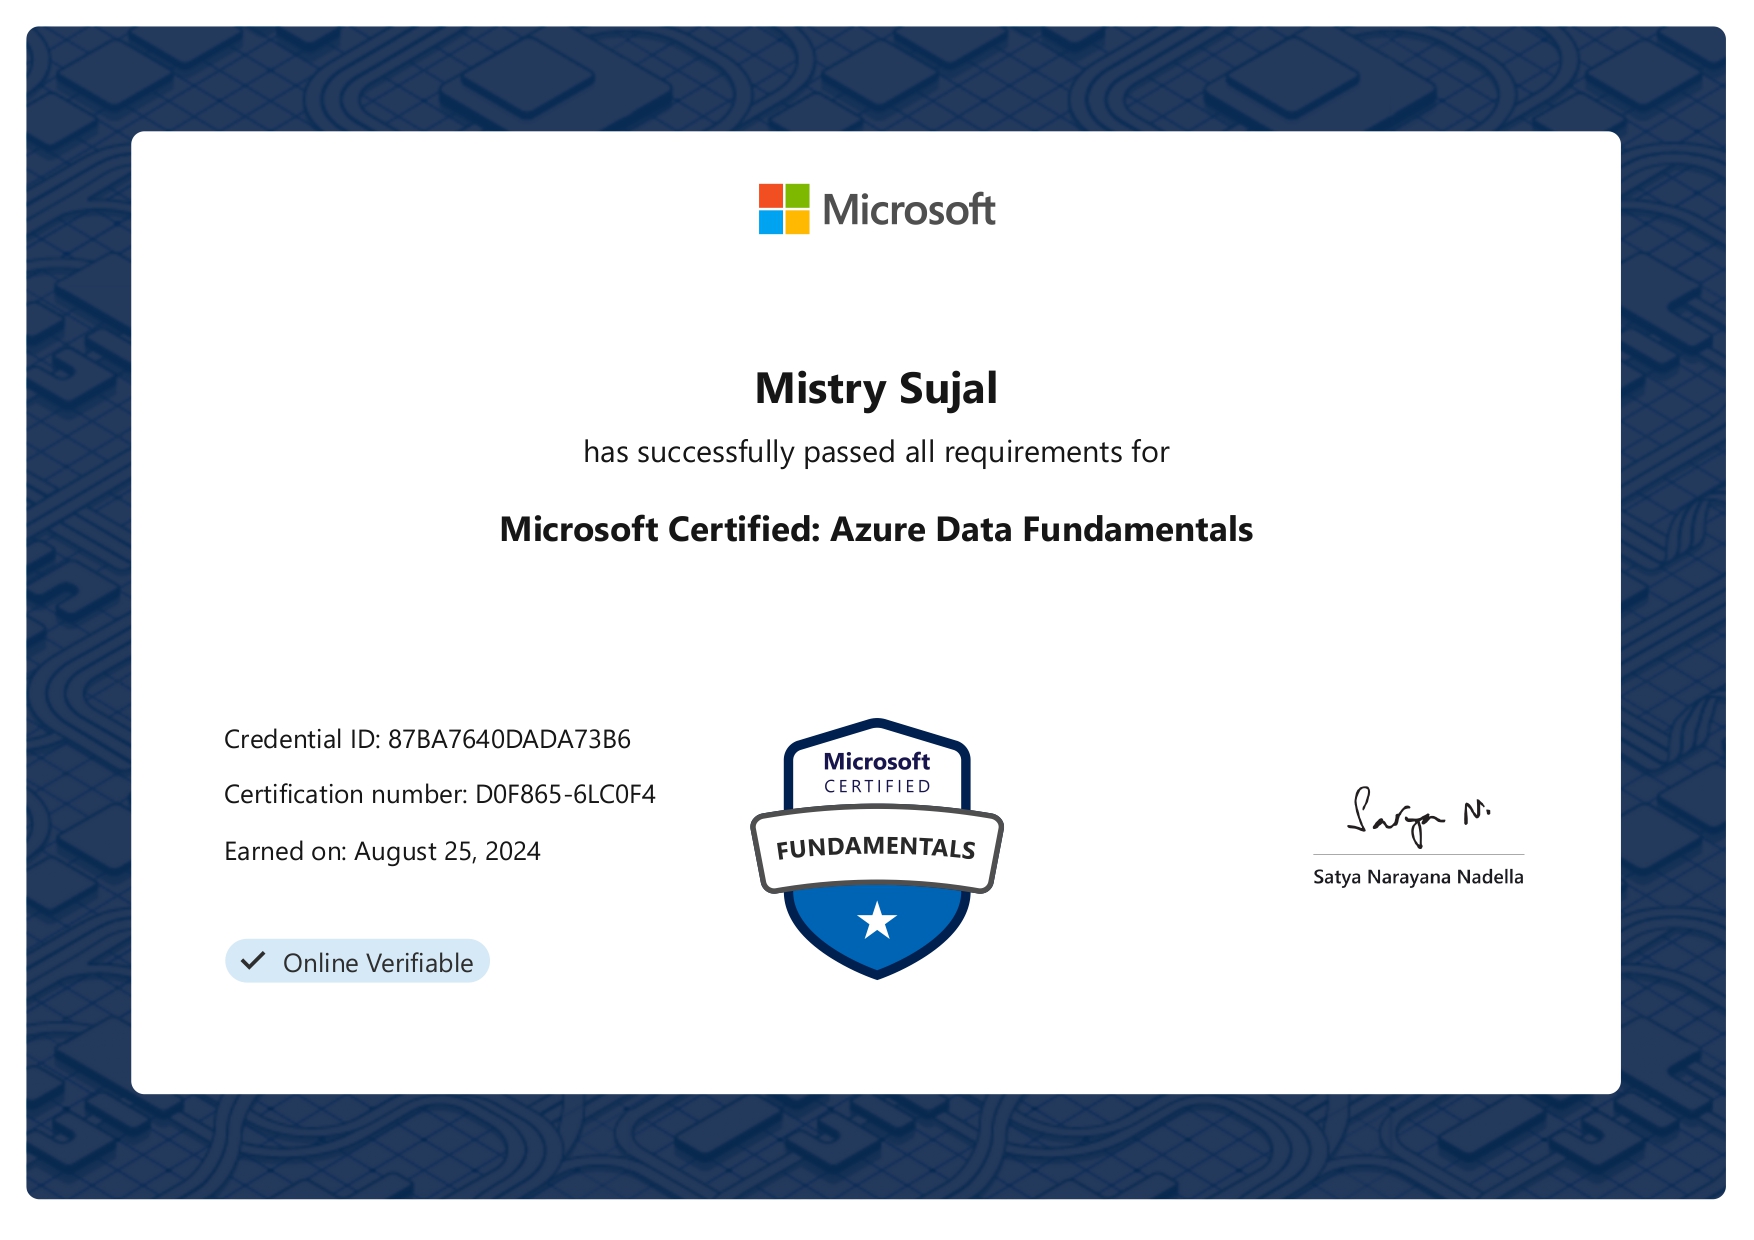 Microsoft
Mistry Sujal
has successfully passed all requirements for
Microsoft Certified: Azure Data Fundamentals
Credential ID: 87BA7640DADA73B6
Certification number: D0F865-6LC0F4
Earned on: August 25, 2024
Online Verifiable
Microsoft
CERTIFIED
FUNDAMENTALS
Satya N.
Satya Narayana Nadella